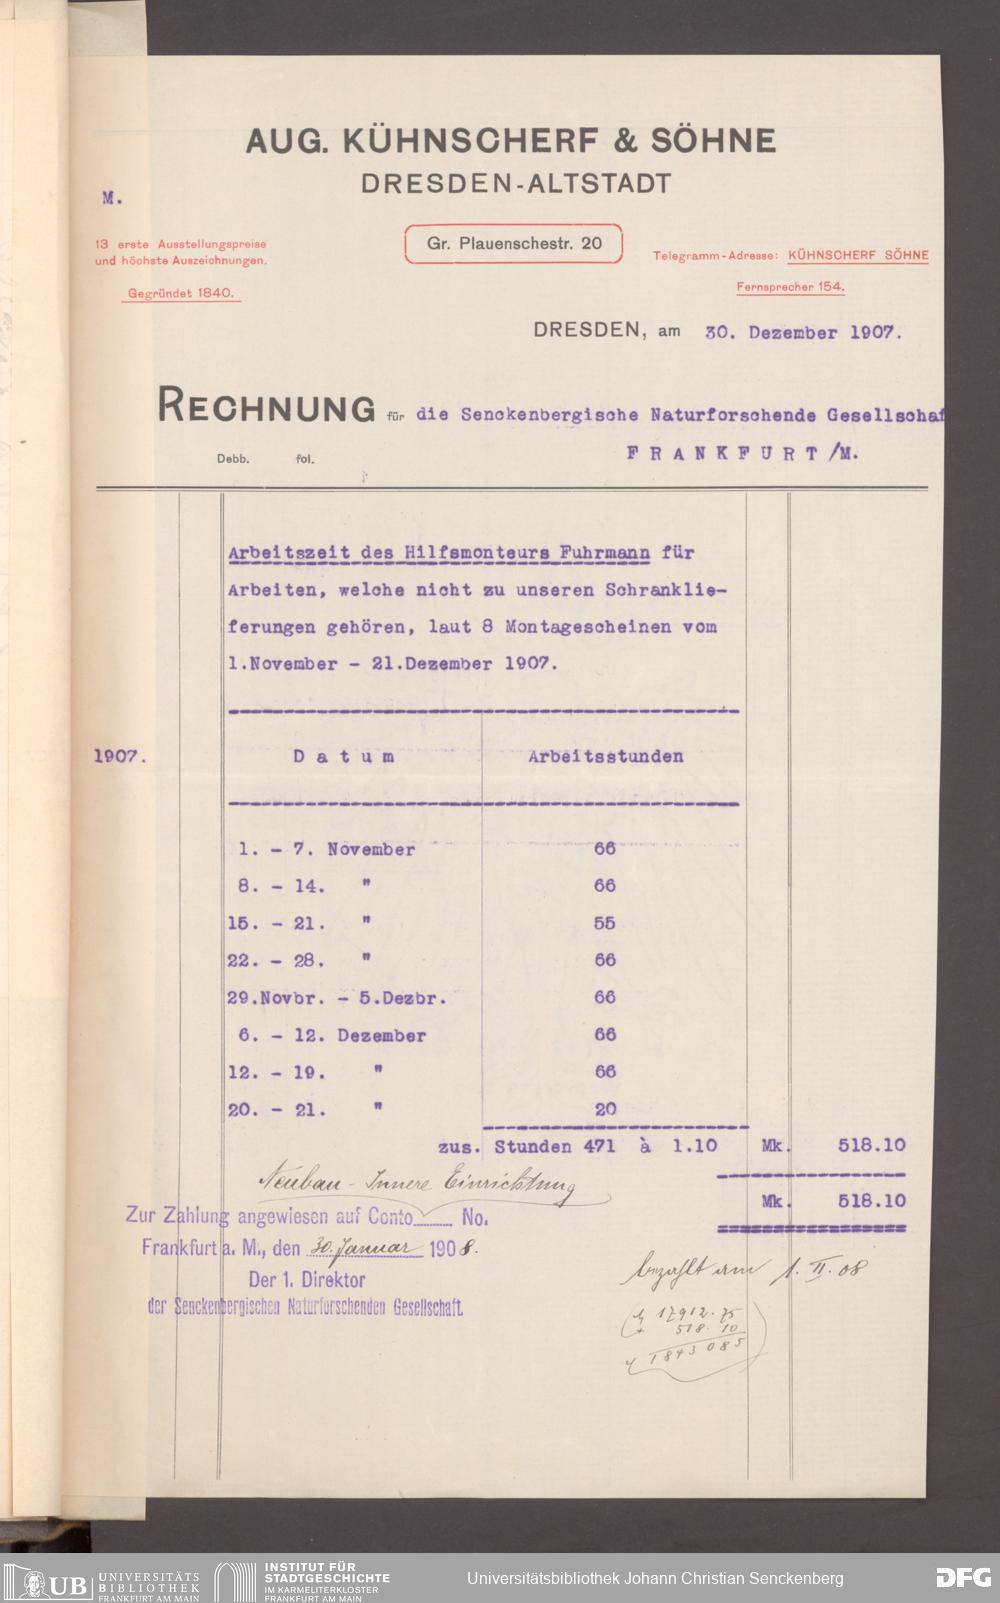 AUG. KÜHNSCHERF & SÖHNE
DRESDEN-ALTSTADT
M.
13 erste Ausstellungspreise
und höchste Auszeichnungen.
Gegründet 1840.
Gr. Plauenschestr. 20
Telegramm-Adresse: KÜHNSCHERF SÖHNE
Fernsprecher 154.
DRESDEN, am 30. Dezember 1907.
RECHNUNG für die Senckenbergische Naturforschende Gesellschaf
FRANKFURT/M.
Debb. fol.
Arbeitszeit des Hilfsmonteurs Fuhrmann für
Arbeiten, welche nicht zu unseren Schranklie-
ferungen gehören, laut 8 Montagescheinen vom
1.November - 21.Dezember 1907.
1907. Datum Arbeitsstunden
1. - 7. November 66
8. - 14. " 66
15. - 21. " 55
22. - 28. " 66
29.Novbr. - 5.Dezbr. 66
6. - 12. Dezember 66
12. - 19. " 66
20. - 21. " 20
zus. Stunden 471 à 1.10 Mk. 518.10
Mk. 518.10
Neubau - Innere Einrichtung
Zur Zahlung angewiesen auf Conto No.
Frankfurt a. M., den 30. Januar 1908.
Der 1. Direktor
der Senckenbergischen Naturforschenden Gesellschaft.
bezahlt am 1. II. 08
17912.75
+ 518.10
1843085
UB UNIVERSITÄTS
BIBLIOTHEK
FRANKFURT AM MAIN
INSTITUT FÜR
STADTGESCHICHTE
IM KARMELITERKLOSTER
FRANKFURT AM MAIN
Universitätsbibliothek Johann Christian Senckenberg
DFG